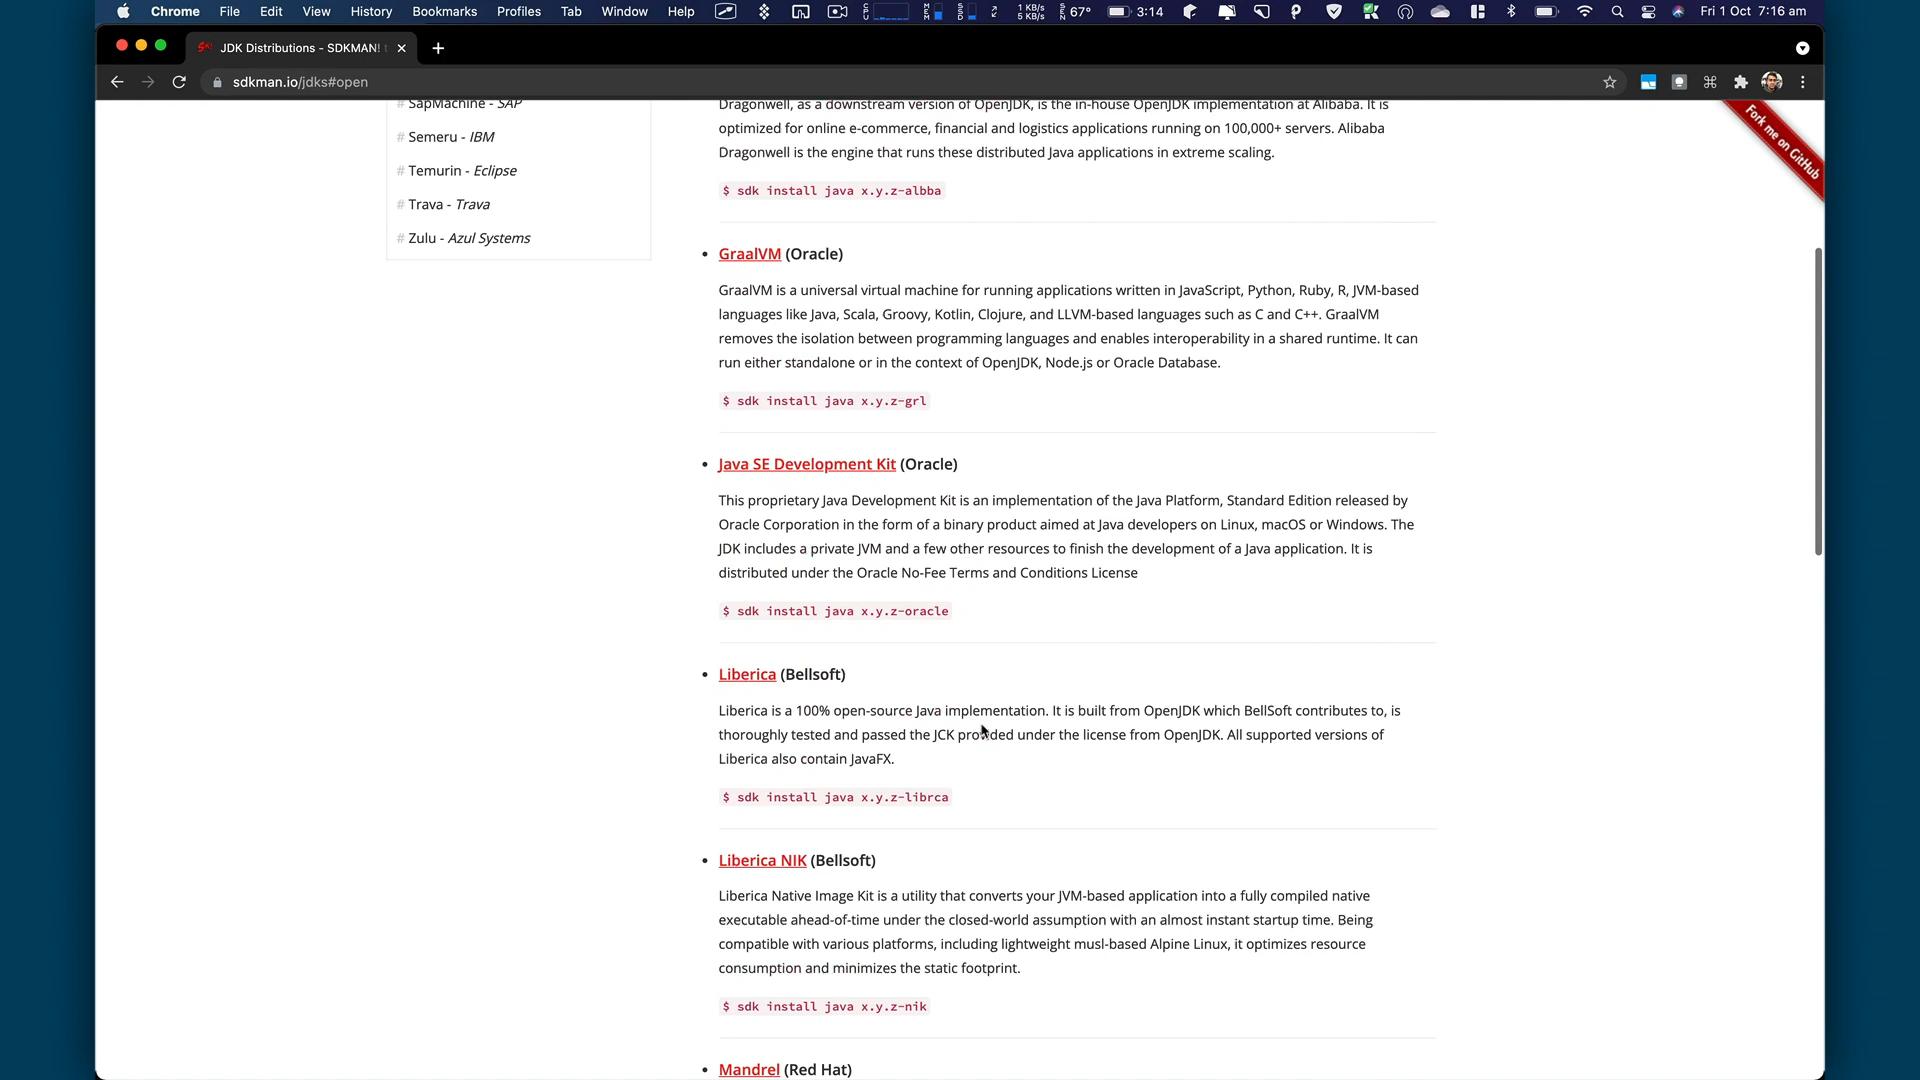 Chrome File Edit View History Bookmarks Profiles Tab Window Help 1 KB/s 5 KB/s 67° 3:14 Fri 1 Oct 7:16 am
JDK Distributions - SDKMAN!
sdkman.io/jdks#open
# SapMachine - SAP
# Semeru - IBM
# Temurin - Eclipse
# Trava - Trava
# Zulu - Azul Systems
Fork me on GitHub
Dragonwell, as a downstream version of OpenJDK, is the in-house OpenJDK implementation at Alibaba. It is
optimized for online e-commerce, financial and logistics applications running on 100,000+ servers. Alibaba
Dragonwell is the engine that runs these distributed Java applications in extreme scaling.
$ sdk install java x.y.z-albba
• GraalVM (Oracle)
GraalVM is a universal virtual machine for running applications written in JavaScript, Python, Ruby, R, JVM-based
languages like Java, Scala, Groovy, Kotlin, Clojure, and LLVM-based languages such as C and C++. GraalVM
removes the isolation between programming languages and enables interoperability in a shared runtime. It can
run either standalone or in the context of OpenJDK, Node.js or Oracle Database.
$ sdk install java x.y.z-grl
• Java SE Development Kit (Oracle)
This proprietary Java Development Kit is an implementation of the Java Platform, Standard Edition released by
Oracle Corporation in the form of a binary product aimed at Java developers on Linux, macOS or Windows. The
JDK includes a private JVM and a few other resources to finish the development of a Java application. It is
distributed under the Oracle No-Fee Terms and Conditions License
$ sdk install java x.y.z-oracle
• Liberica (Bellsoft)
Liberica is a 100% open-source Java implementation. It is built from OpenJDK which BellSoft contributes to, is
thoroughly tested and passed the JCK provided under the license from OpenJDK. All supported versions of
Liberica also contain JavaFX.
$ sdk install java x.y.z-librca
• Liberica NIK (Bellsoft)
Liberica Native Image Kit is a utility that converts your JVM-based application into a fully compiled native
executable ahead-of-time under the closed-world assumption with an almost instant startup time. Being
compatible with various platforms, including lightweight musl-based Alpine Linux, it optimizes resource
consumption and minimizes the static footprint.
$ sdk install java x.y.z-nik
• Mandrel (Red Hat)